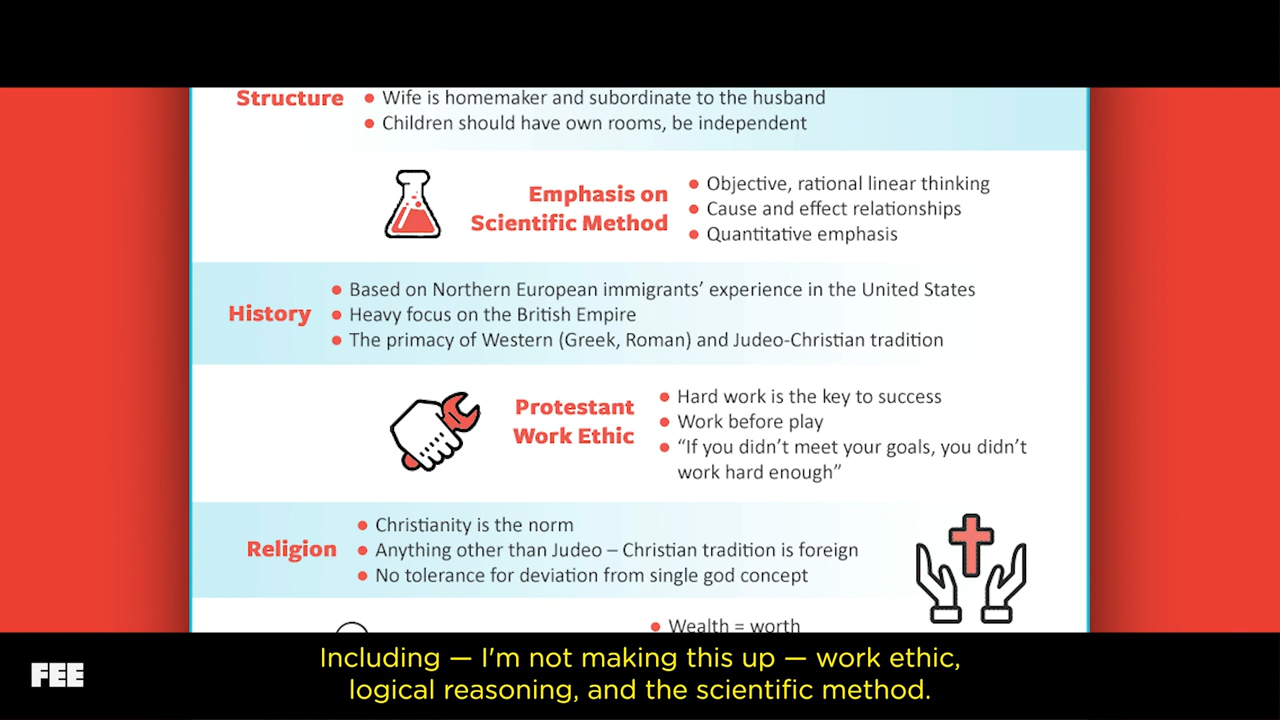 Structure
• Wife is homemaker and subordinate to the husband
• Children should have own rooms, be independent
Emphasis on
Scientific Method
• Objective, rational linear thinking
• Cause and effect relationships
• Quantitative emphasis
History
• Based on Northern European immigrants’ experience in the United States
• Heavy focus on the British Empire
• The primacy of Western (Greek, Roman) and Judeo-Christian tradition
Protestant
Work Ethic
• Hard work is the key to success
• Work before play
• “If you didn’t meet your goals, you didn’t
work hard enough”
Religion
• Christianity is the norm
• Anything other than Judeo – Christian tradition is foreign
• No tolerance for deviation from single god concept
• Wealth = worth
Including — I'm not making this up — work ethic,
logical reasoning, and the scientific method.
FEE